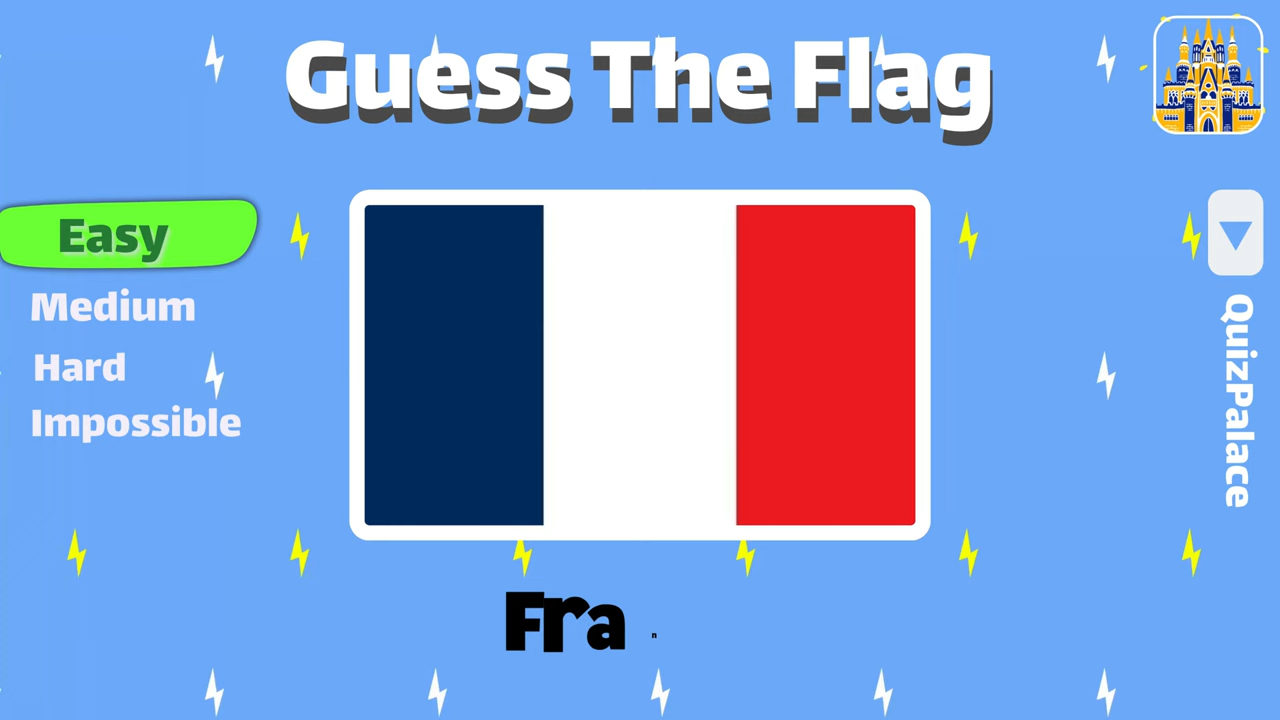 Guess The Flag
Easy
Medium
Hard
Impossible
QuizPalace
Fra n